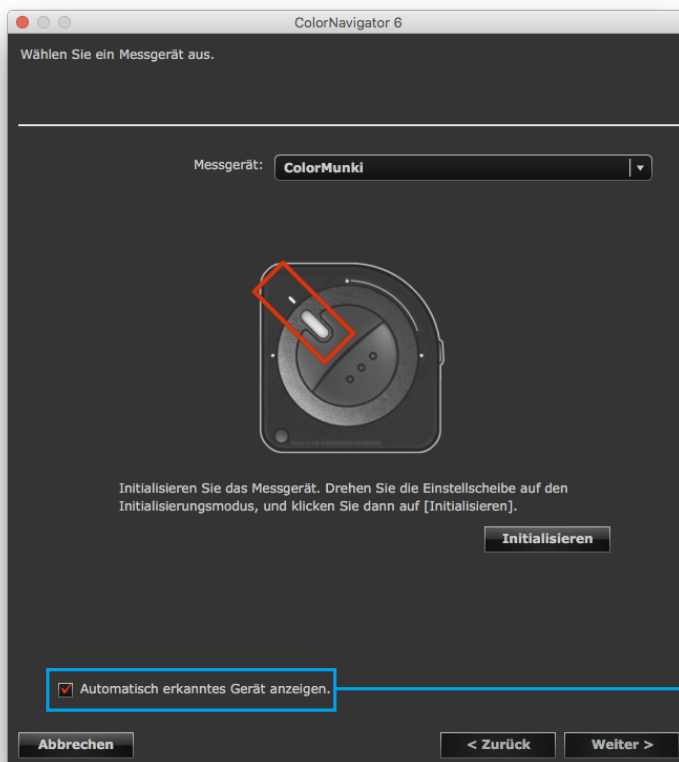 ColorNavigator 6
Wählen Sie ein Messgerät aus.
Messgerät: ColorMunki
Initialisieren Sie das Messgerät. Drehen Sie die Einstellscheibe auf den
Initialisierungsmodus, und klicken Sie dann auf [Initialisieren].
Initialisieren
Automatisch erkanntes Gerät anzeigen.
Abbrechen < Zurück Weiter >